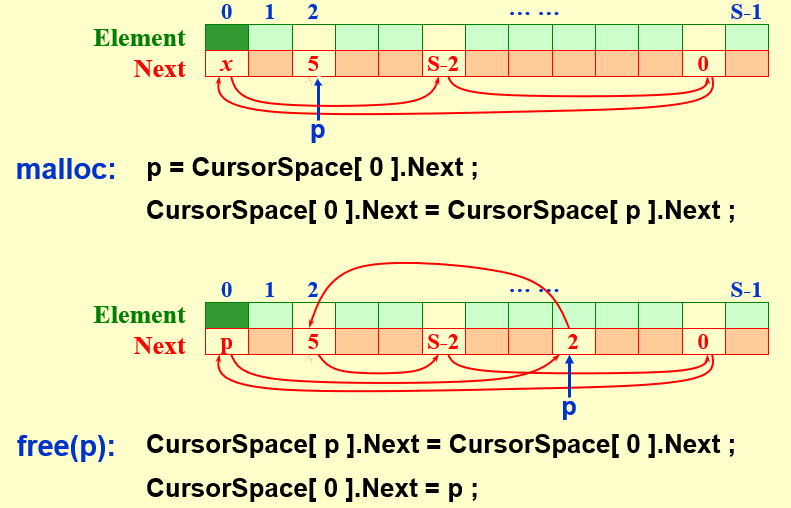 0 1 2 ··· ··· S-1
Element
Next x 5 S-2 0
p
malloc: p = CursorSpace[ 0 ].Next ;
CursorSpace[ 0 ].Next = CursorSpace[ p ].Next ;
0 1 2 ··· ··· S-1
Element
Next p 5 S-2 2 0
p
free(p): CursorSpace[ p ].Next = CursorSpace[ 0 ].Next ;
CursorSpace[ 0 ].Next = p ;